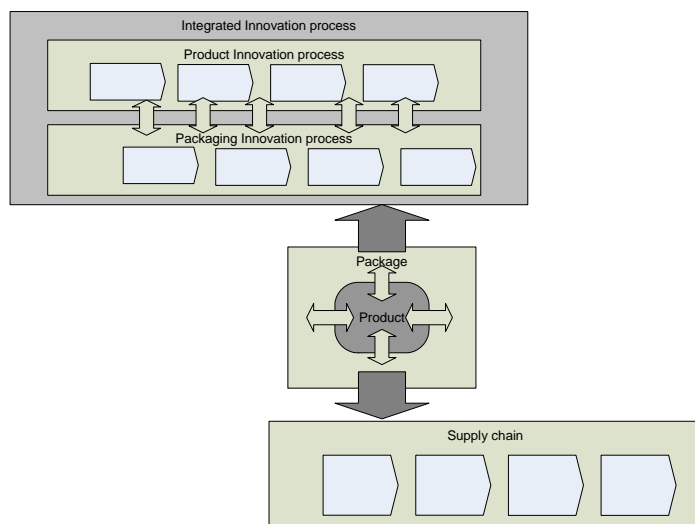 Integrated Innovation process
Product Innovation process
Packaging Innovation process
Package
Product
Supply chain